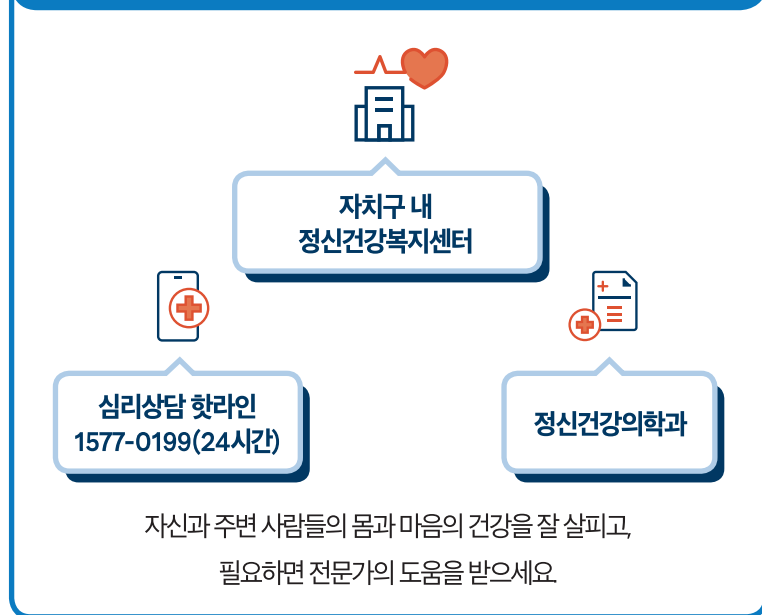 자치구 내
정신건강복지센터
심리상담 핫라인
1577-0199(24시간)
정신건강의학과
자신과 주변 사람들의 몸과 마음의 건강을 잘 살피고,
필요하면 전문가의 도움을 받으세요.